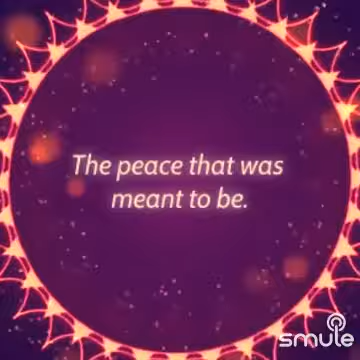 The peace that was
meant to be.
smule